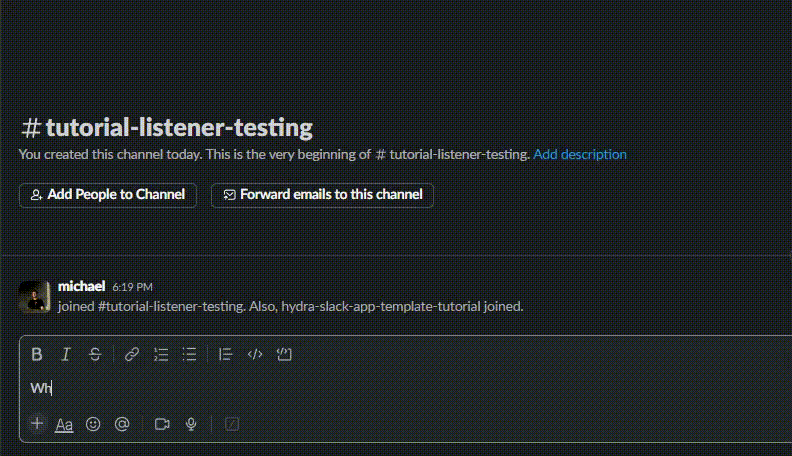 #tutorial-listener-testing
You created this channel today. This is the very beginning of # tutorial-listener-testing. Add description
Add People to Channel
Forward emails to this channel
michael 6:19 PM
joined #tutorial-listener-testing. Also, hydra-slack-app-template-tutorial joined.
B I S
Wh
+ Aa @